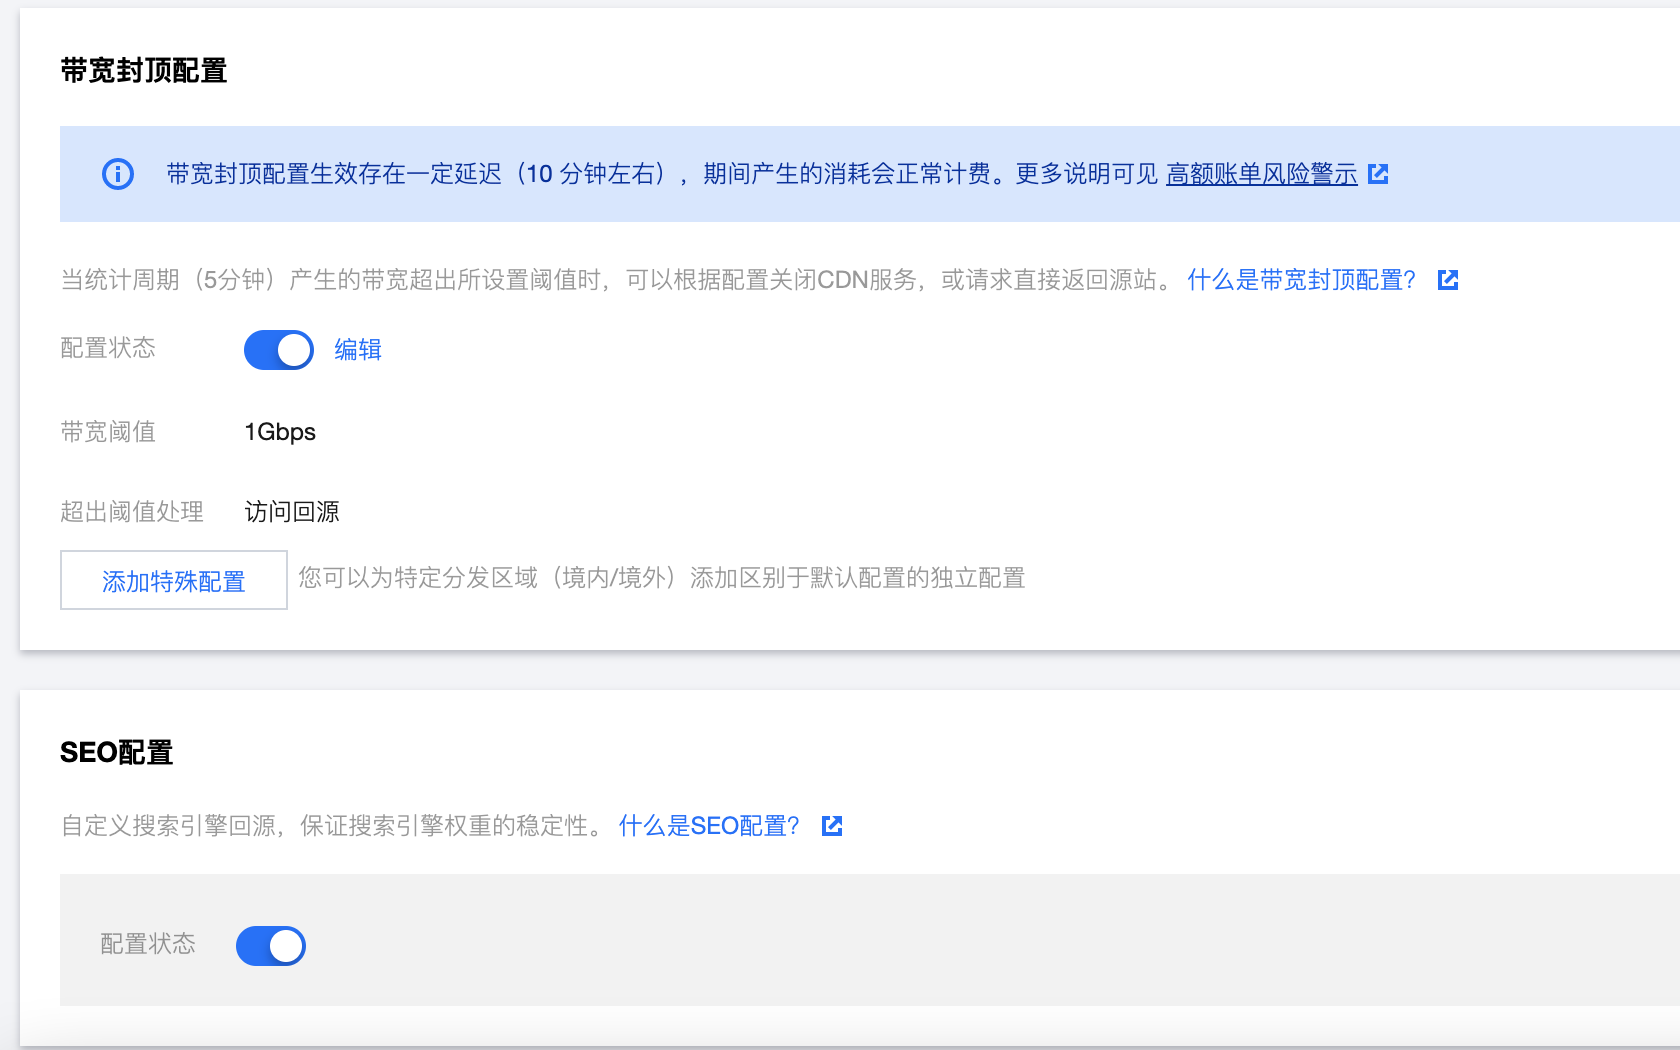 带宽封顶配置
带宽封顶配置生效存在一定延迟（10 分钟左右），期间产生的消耗会正常计费。更多说明可见 高额账单风险警示
当统计周期（5分钟）产生的带宽超出所设置阈值时，可以根据配置关闭CDN服务，或请求直接返回源站。 什么是带宽封顶配置？
配置状态 编辑
带宽阈值 1Gbps
超出阈值处理 访问回源
添加特殊配置 您可以为特定分发区域（境内/境外）添加区别于默认配置的独立配置
SEO配置
自定义搜索引擎回源，保证搜索引擎权重的稳定性。 什么是SEO配置？
配置状态